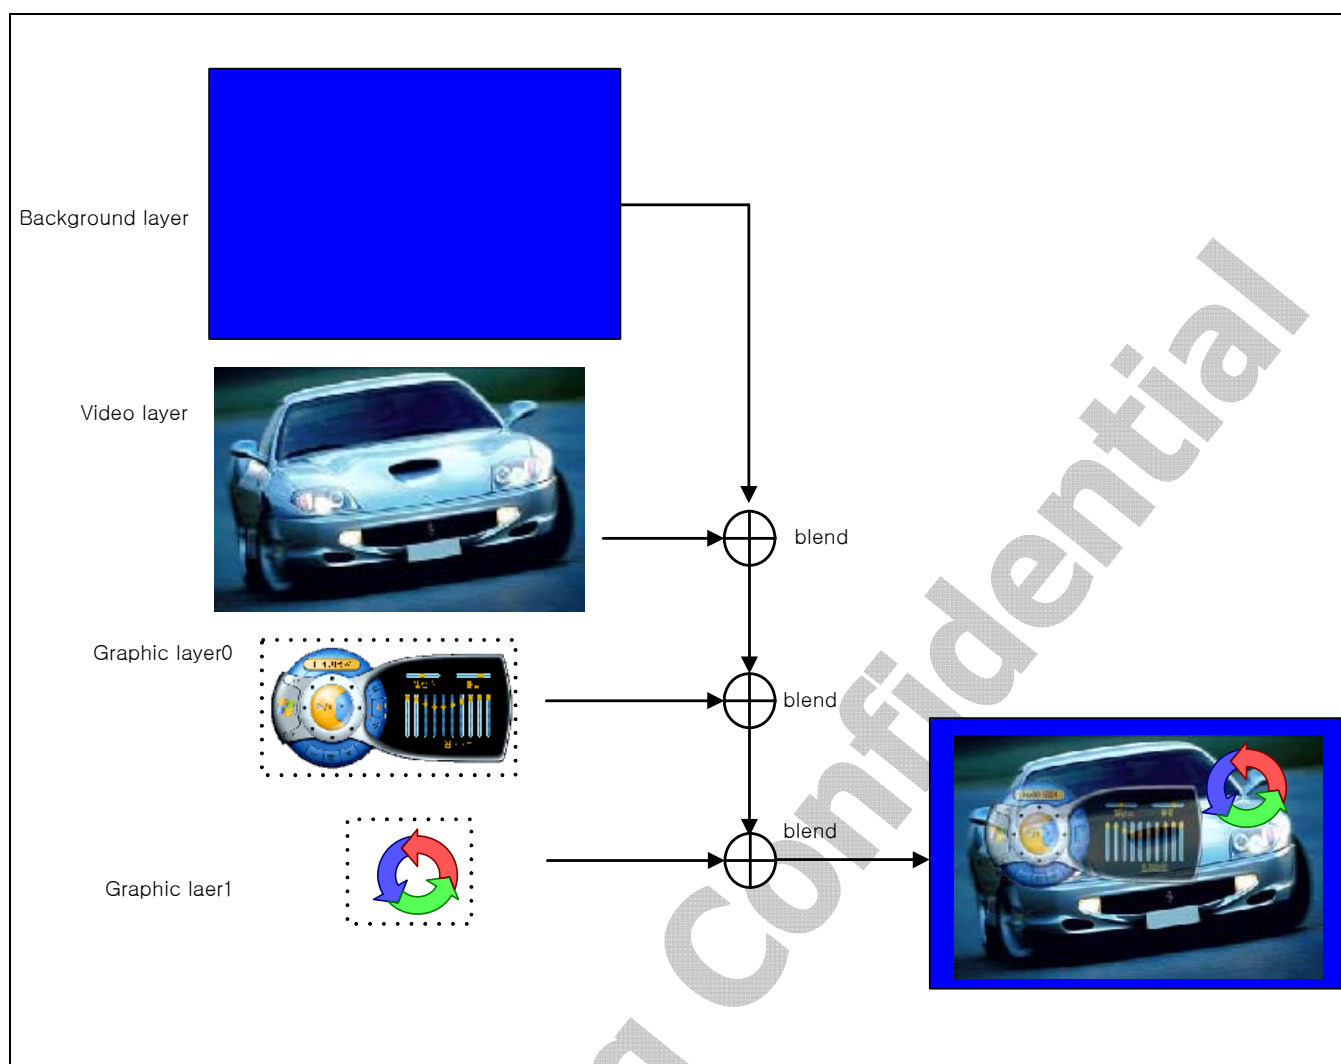 Background layer
Video layer
blend
Graphic layer0
blend
blend
Graphic laer1
Confidential